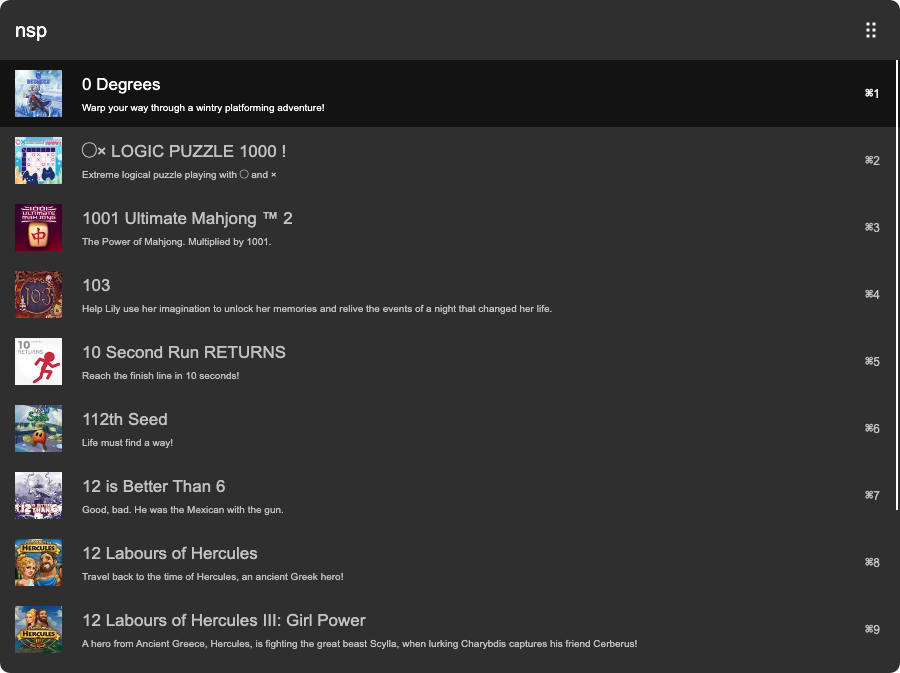 nsp
0 Degrees
Warp your way through a wintry platforming adventure!
⌘1
◯× LOGIC PUZZLE 1000 !
Extreme logical puzzle playing with ◯ and ×
⌘2
1001 Ultimate Mahjong ™ 2
The Power of Mahjong. Multiplied by 1001.
⌘3
103
Help Lily use her imagination to unlock her memories and relive the events of a night that changed her life.
⌘4
10 Second Run RETURNS
Reach the finish line in 10 seconds!
⌘5
112th Seed
Life must find a way!
⌘6
12 is Better Than 6
Good, bad. He was the Mexican with the gun.
⌘7
12 Labours of Hercules
Travel back to the time of Hercules, an ancient Greek hero!
⌘8
12 Labours of Hercules III: Girl Power
A hero from Ancient Greece, Hercules, is fighting the great beast Scylla, when lurking Charybdis captures his friend Cerberus!
⌘9